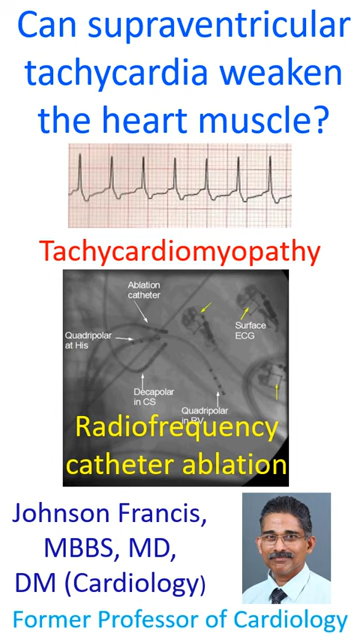 Can supraventricular
tachycardia weaken
the heart muscle?
Tachycardiomyopathy
Ablation
catheter
Quadripolar
at His
Surface
ECG
Decapolar
in CS
Quadripolar
in RV
Radiofrequency
catheter ablation
Johnson Francis,
MBBS, MD,
DM (Cardiology)
Former Professor of Cardiology